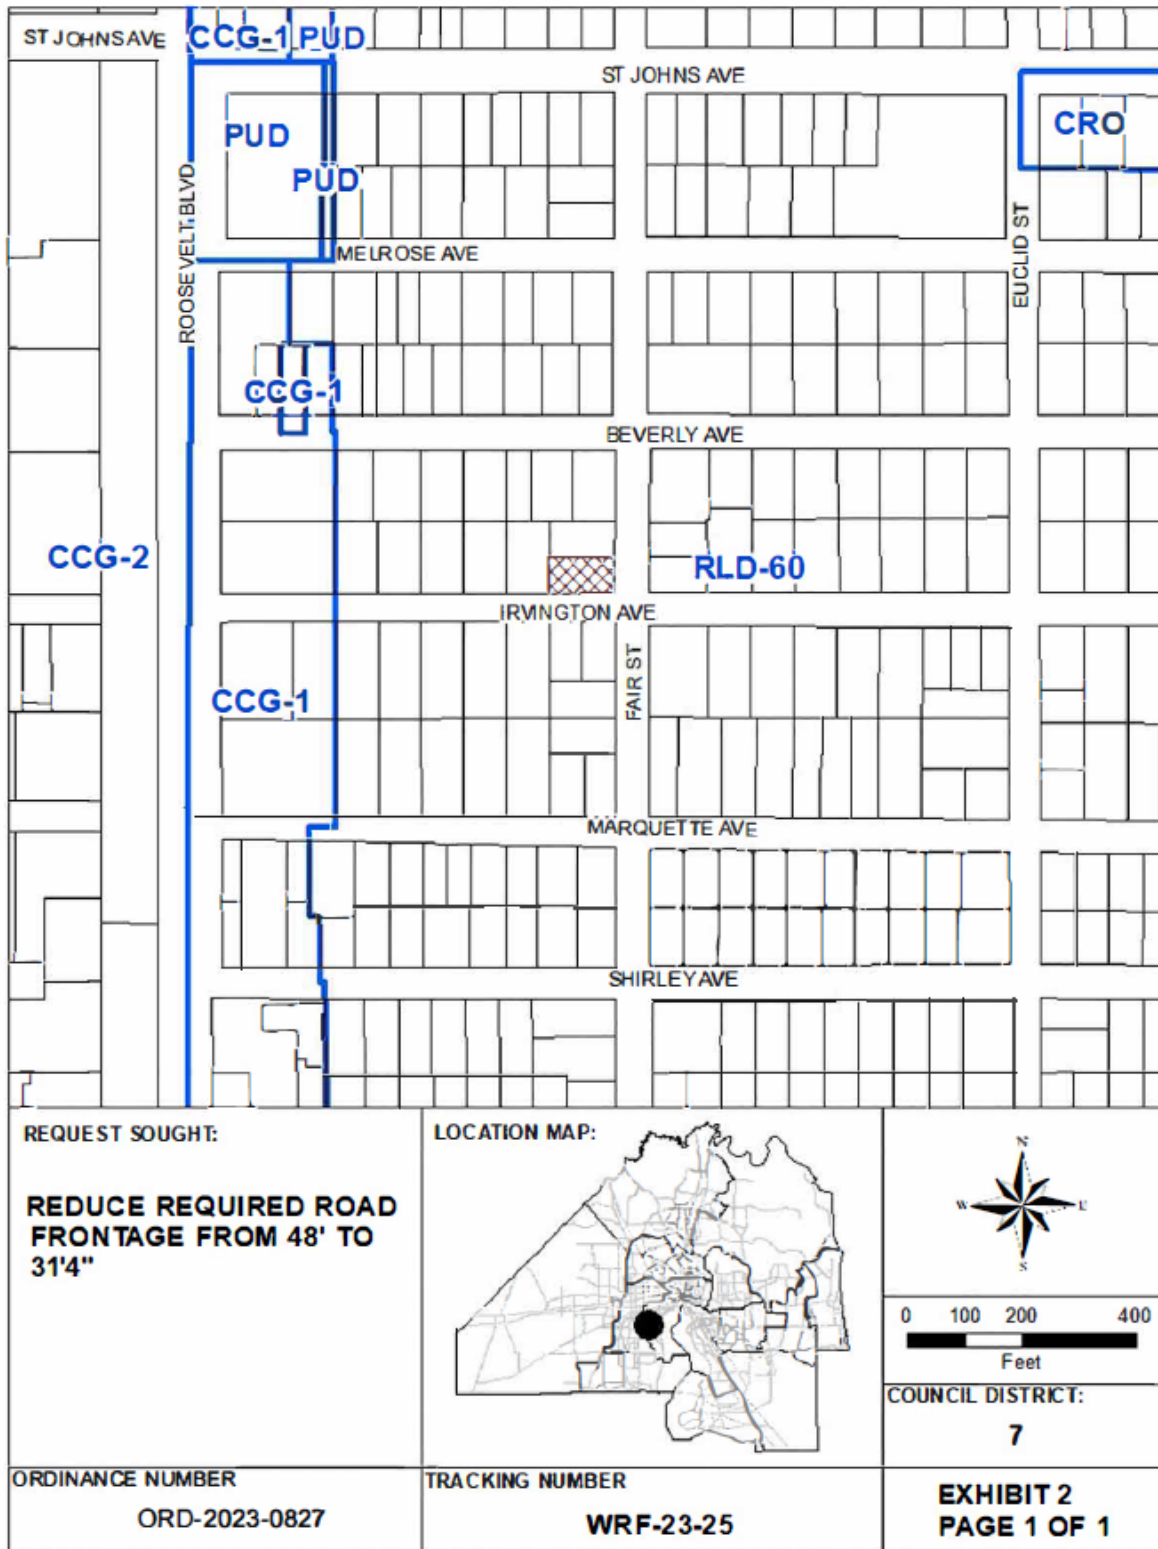 ST JOHNS AVE
CCG-1 PUD
ST JOHNS AVE
PUD
CRO
PUD
ROOSEVELT BLVD
EUCLID ST
MELROSE AVE
CCG-1
BEVERLY AVE
CCG-2
RLD-60
IRVINGTON AVE
FAIR ST
CCG-1
MARQUETTE AVE
SHIRLEY AVE
REQUEST SOUGHT:
REDUCE REQUIRED ROAD
FRONTAGE FROM 48' TO
31'4"
LOCATION MAP:
N
W
E
S
0 100 200 400
Feet
COUNCIL DISTRICT:
7
ORDINANCE NUMBER
ORD-2023-0827
TRACKING NUMBER
WRF-23-25
EXHIBIT 2
PAGE 1 OF 1